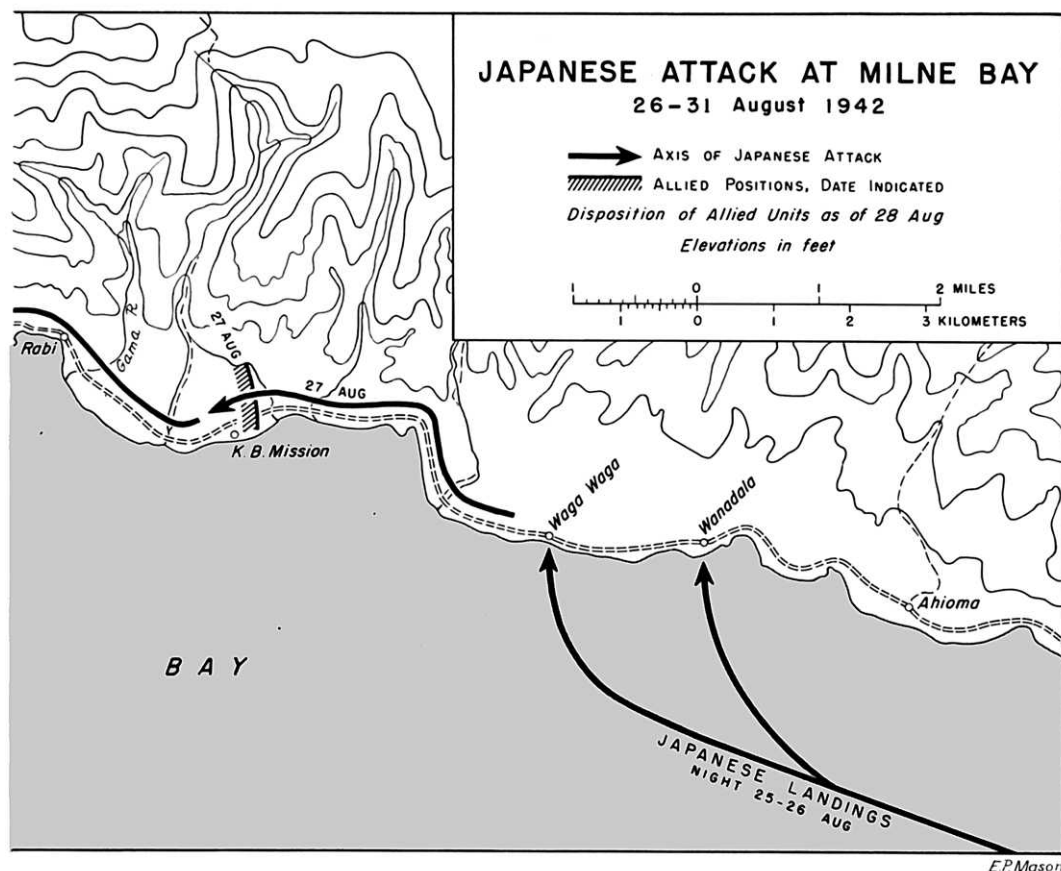 JAPANESE ATTACK AT MILNE BAY
26-31 August 1942
AXIS OF JAPANESE ATTACK
ALLIED POSITIONS, DATE INDICATED
Disposition of Allied Units as of 28 Aug
Elevations in feet
1 0 1 2 MILES
1 0 1 2 3 KILOMETERS
Rabi
Gama R
27 AUG
27 AUG
K. B. Mission
Waga Waga
Wanadala
Ahioma
BAY
JAPANESE LANDINGS
NIGHT 25-26 AUG
E.P.Mason